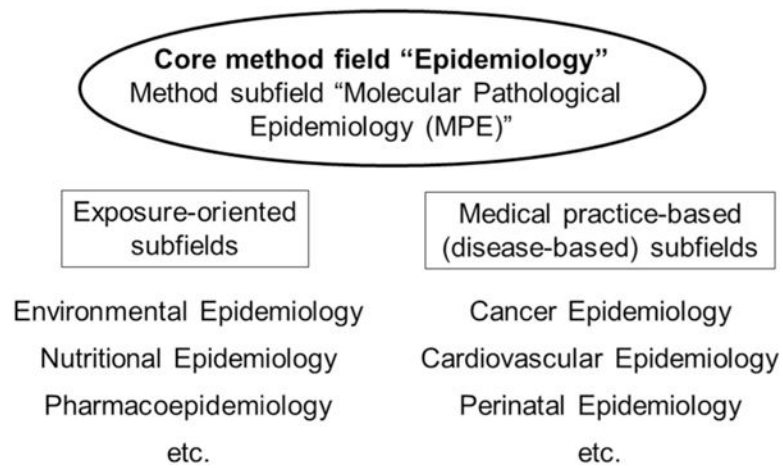 Core method field “Epidemiology”
Method subfield “Molecular Pathological
Epidemiology (MPE)”
Exposure-oriented
subfields
Environmental Epidemiology
Nutritional Epidemiology
Pharmacoepidemiology
etc.
Medical practice-based
(disease-based) subfields
Cancer Epidemiology
Cardiovascular Epidemiology
Perinatal Epidemiology
etc.